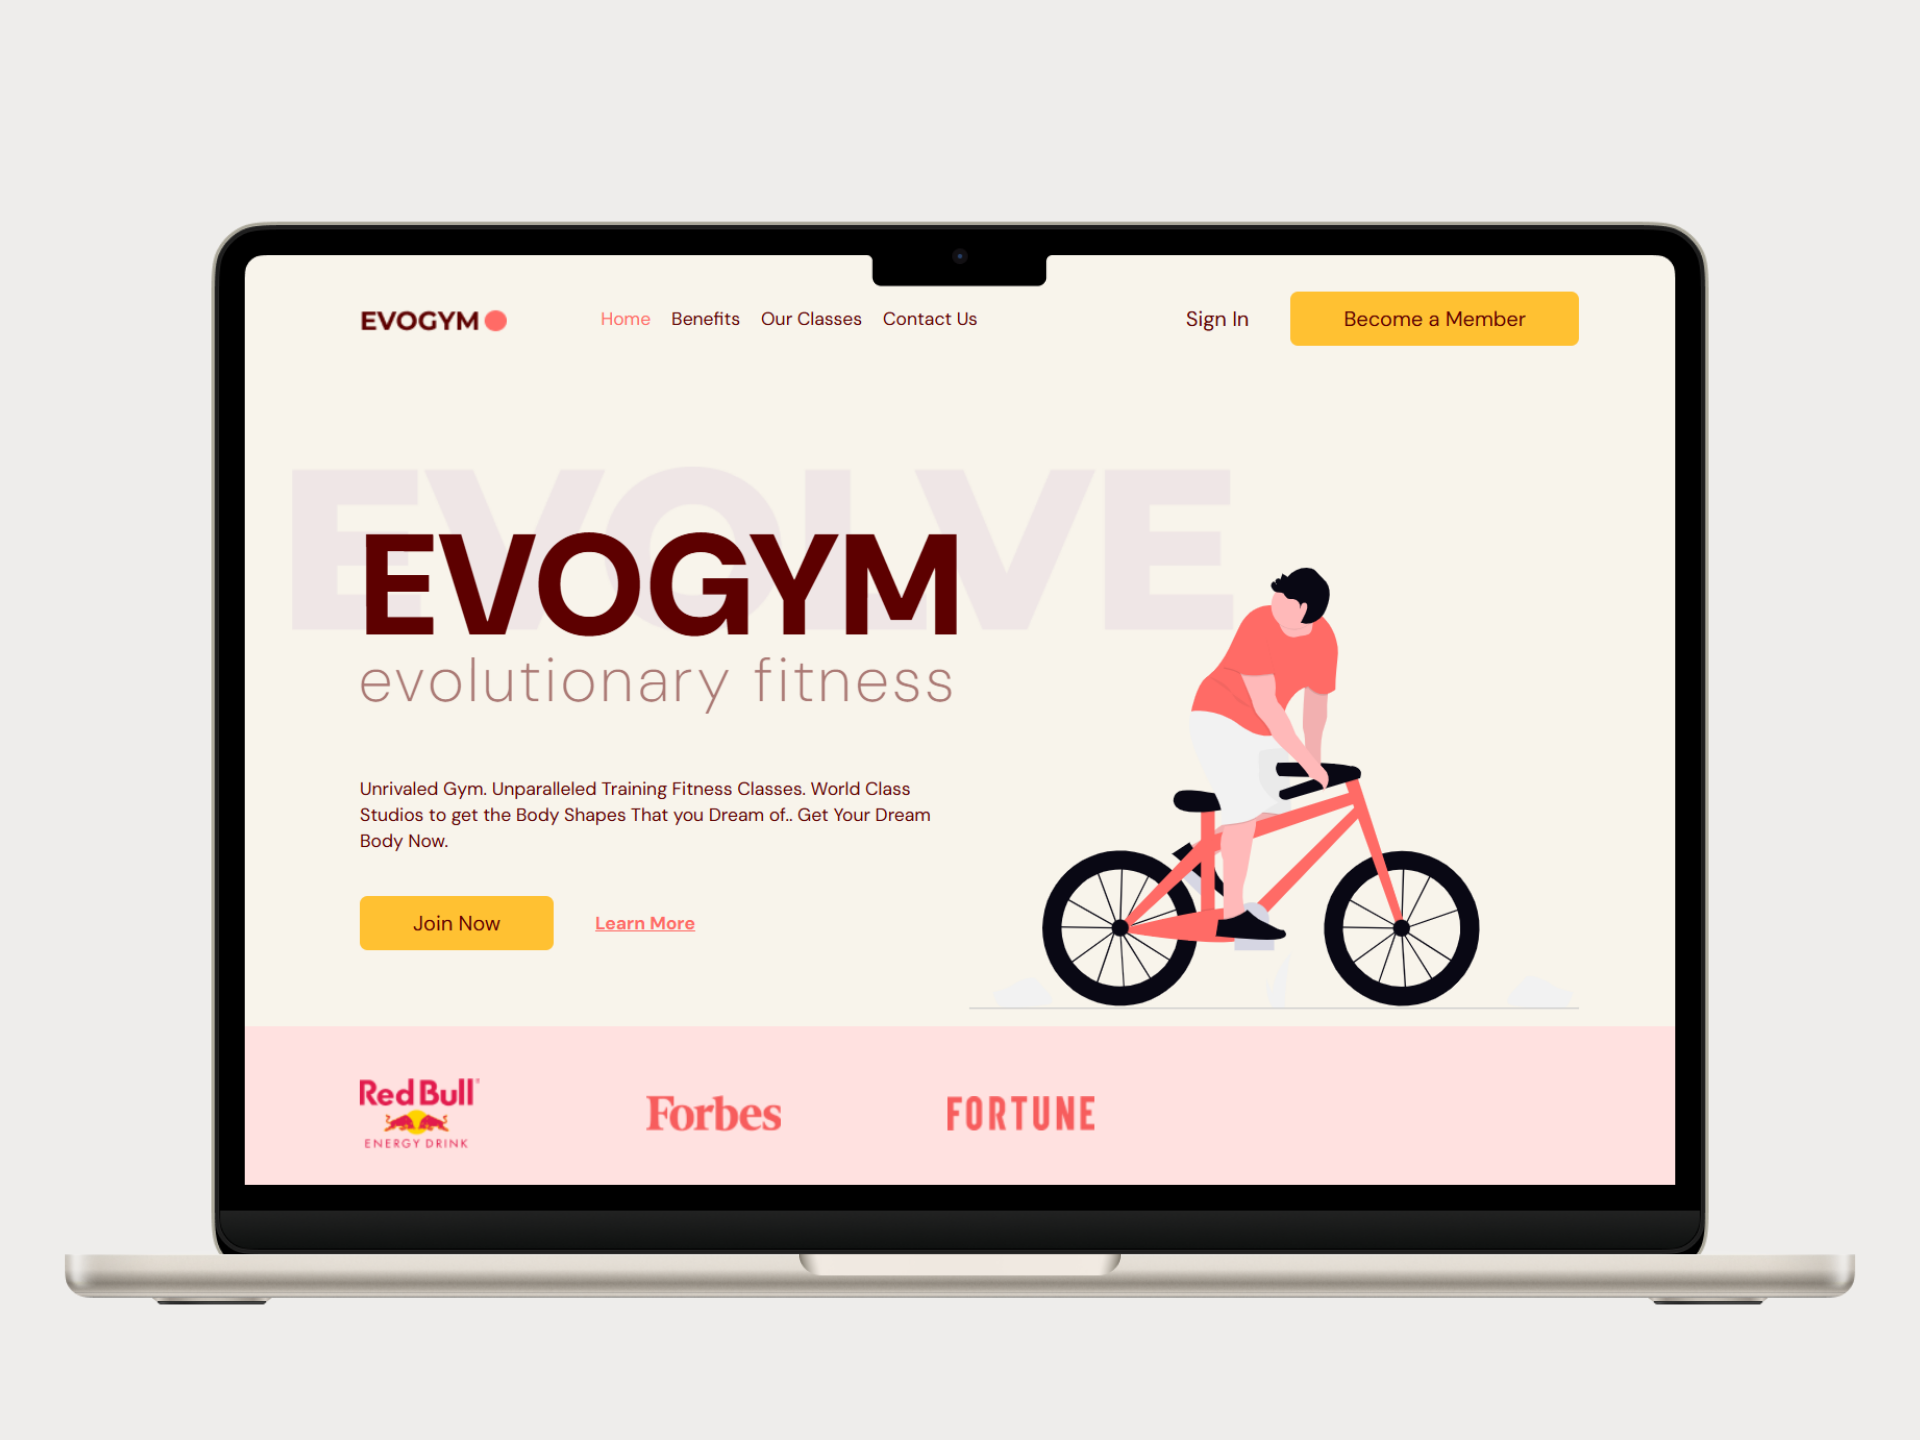 EVOGYM
Home Benefits Our Classes Contact Us
Sign In
Become a Member
EVOLVE
EVOGYM
evolutionary fitness
Unrivaled Gym. Unparalleled Training Fitness Classes. World Class
Studios to get the Body Shapes That you Dream of.. Get Your Dream
Body Now.
Join Now
Learn More
Red Bull
ENERGY DRINK
Forbes
FORTUNE